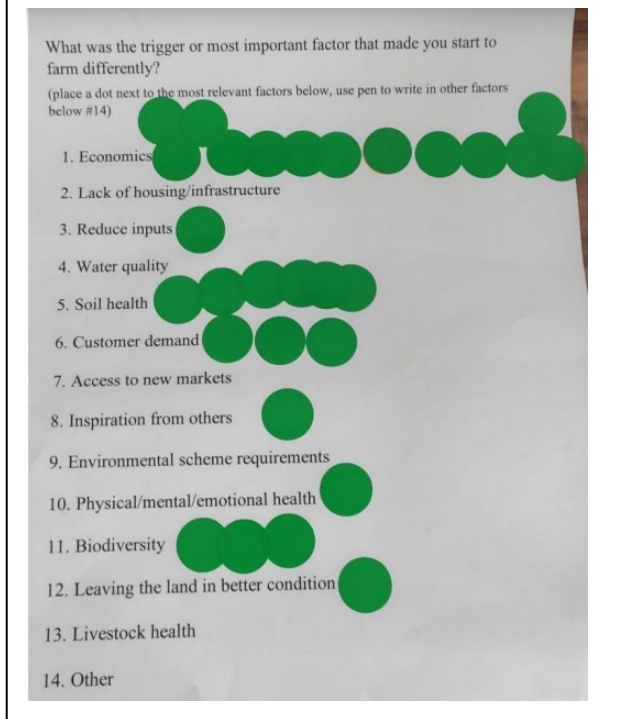 What was the trigger or most important factor that made you start to
farm differently?
(place a dot next to the most relevant factors below, use pen to write in other factors
below #14)
1. Economics
2. Lack of housing/infrastructure
3. Reduce inputs
4. Water quality
5. Soil health
6. Customer demand
7. Access to new markets
8. Inspiration from others
9. Environmental scheme requirements
10. Physical/mental/emotional health
11. Biodiversity
12. Leaving the land in better condition
13. Livestock health
14. Other